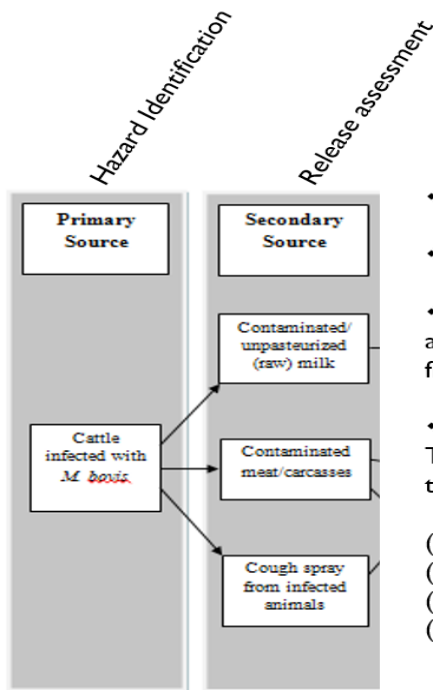 Hazard Identification
Release assessment
Primary
Source
Secondary
Source
Contaminated/
unpasteurized
(raw) milk
Cattle
infected with
M. bovis
Contaminated
meat/carcasses
Cough spray
from infected
animals
•
•
•
a
f
•
T
t
(
(
(
(